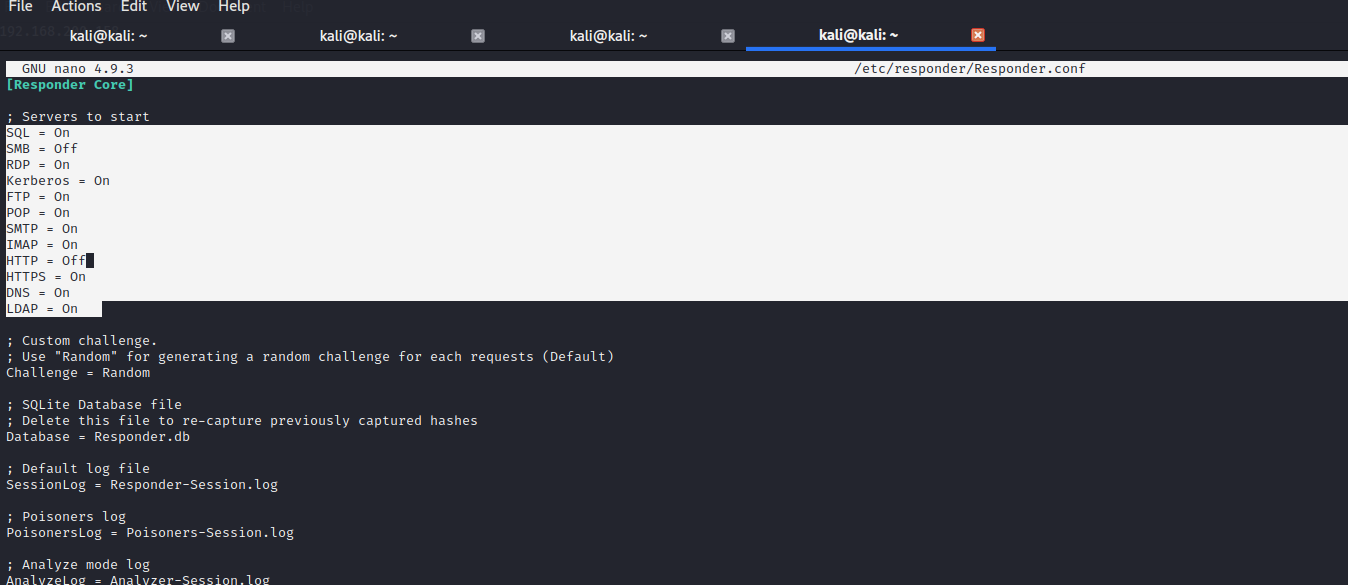 File Actions Edit View Help
kali@kali: ~ kali@kali: ~ kali@kali: ~ kali@kali: ~
GNU nano 4.9.3 /etc/responder/Responder.conf
[Responder Core]
; Servers to start
SQL = On
SMB = Off
RDP = On
Kerberos = On
FTP = On
POP = On
SMTP = On
IMAP = On
HTTP = Off
HTTPS = On
DNS = On
LDAP = On
; Custom challenge.
; Use "Random" for generating a random challenge for each requests (Default)
Challenge = Random
; SQLite Database file
; Delete this file to re-capture previously captured hashes
Database = Responder.db
; Default log file
SessionLog = Responder-Session.log
; Poisoners log
PoisonersLog = Poisoners-Session.log
; Analyze mode log
AnalyzeLog = Analyzer-Session.log